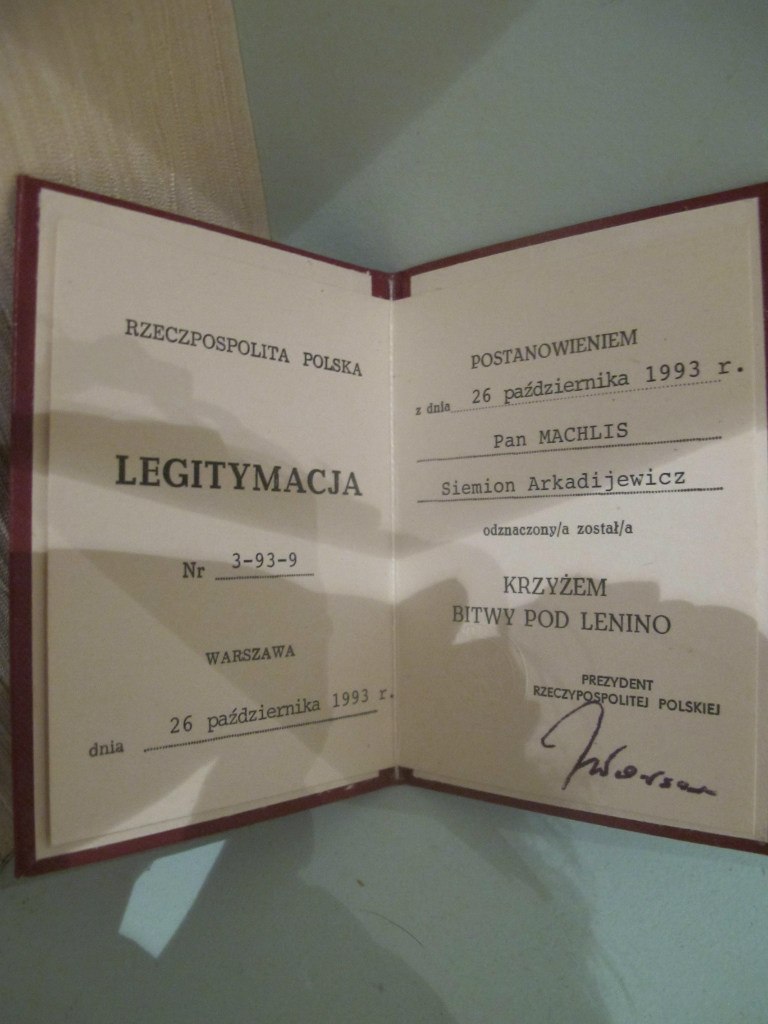 RZECZPOSPOLITA POLSKA
LEGITYMACJA
Nr 3-93-9
WARSZAWA
dnia 26 października 1993 r.
POSTANOWIENIEM
z dnia 26 października 1993 r.
Pan MACHLIS
Siemion Arkadijewicz
odznaczony/a został/a
KRZYŻEM
BITWY POD LENINO
PREZYDENT
RZECZYPOSPOLITEJ POLSKIEJ